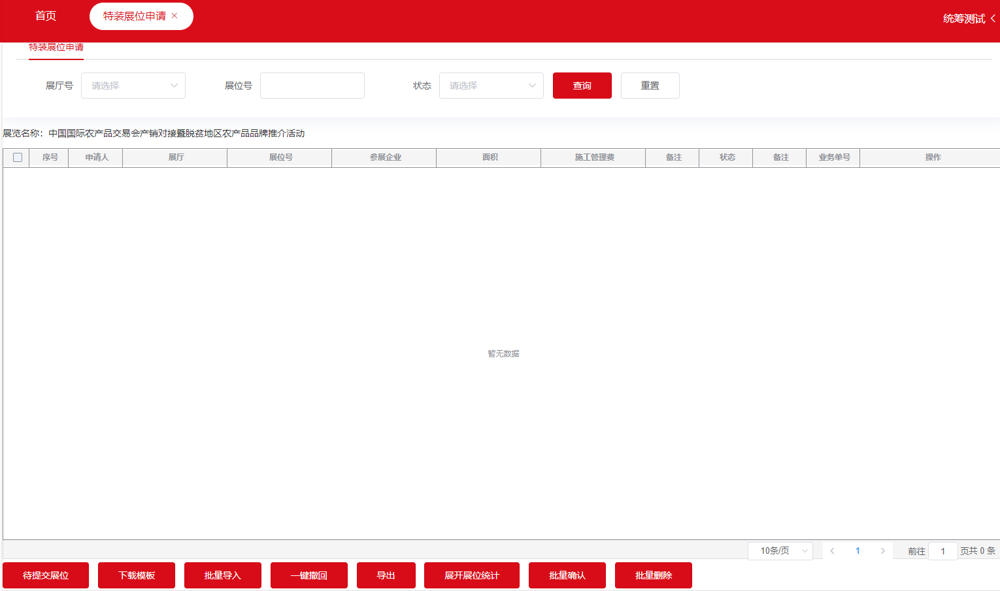 首页 特装展位申请 × 统筹测试
特装展位申请
展厅号 请选择 展位号 状态 请选择 查询 重置
展览名称：中国国际农产品交易会产销对接暨脱贫地区农产品品牌推介活动
序号 申请人 展厅 展位号 参展企业 面积 施工管理费 备注 状态 备注 业务单号 操作
暂无数据
10条/页 1 前往 1 页共 0 条
待提交展位 下载模板 批量导入 一键撤回 导出 展开展位统计 批量确认 批量删除